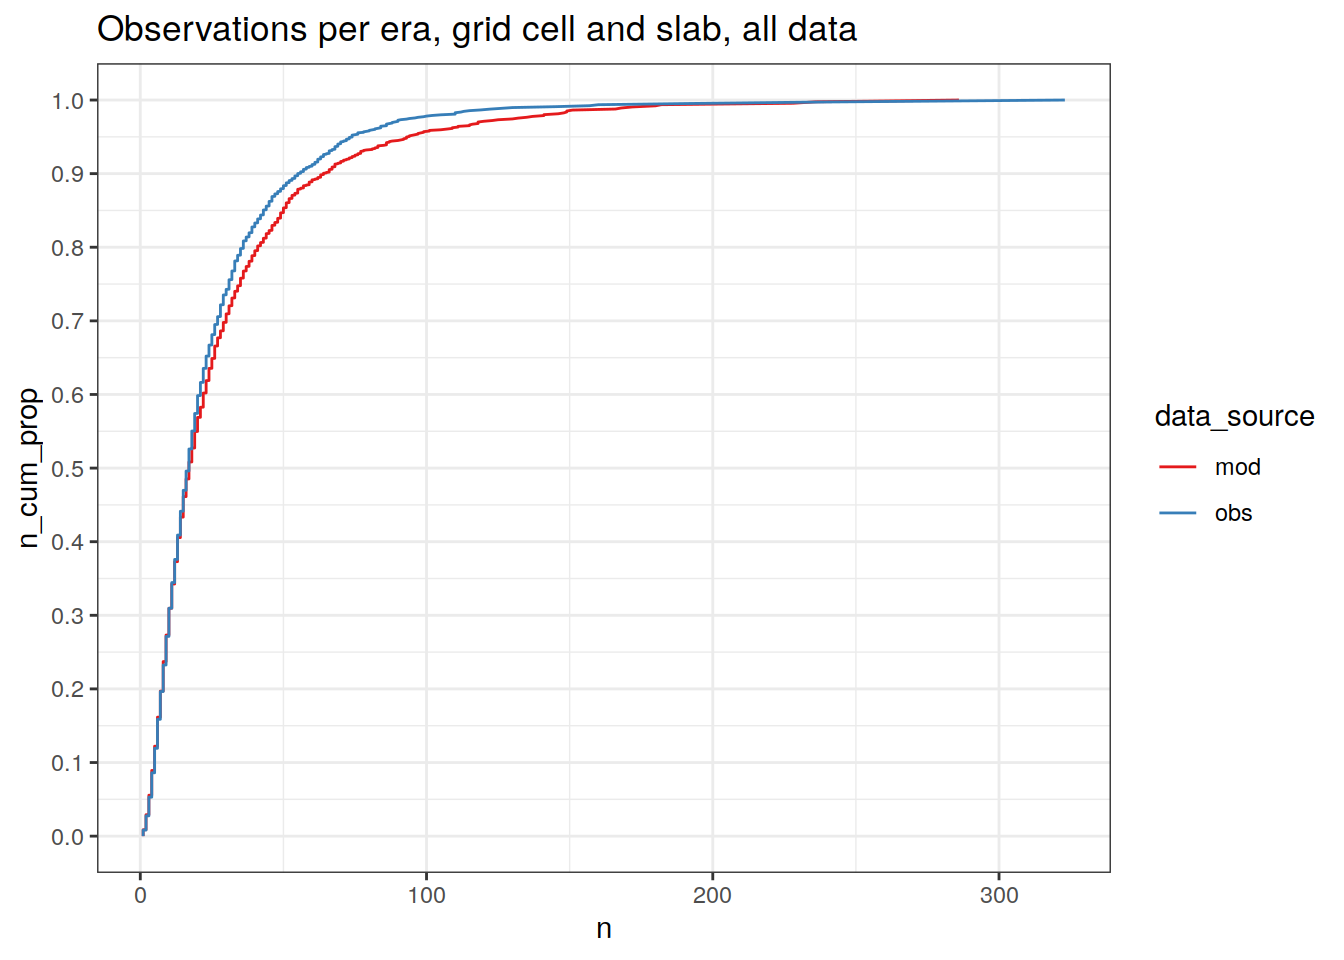 Observations per era, grid cell and slab, all data
n_cum_prop
1.0
0.9
0.8
0.7
0.6
0.5
0.4
0.3
0.2
0.1
0.0
0
100
200
300
n
data_source
mod
obs